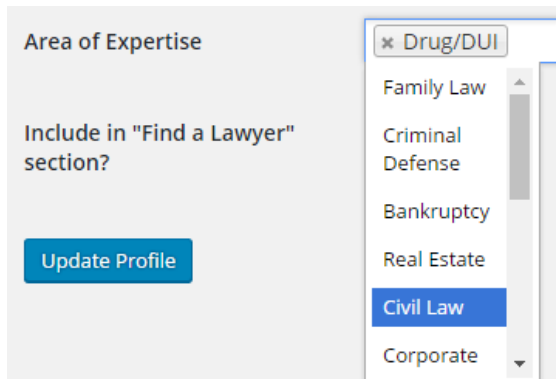 Area of Expertise
× Drug/DUI
Family Law
Include in "Find a Lawyer"
section?
Criminal
Defense
Bankruptcy
Update Profile
Real Estate
Civil Law
Corporate